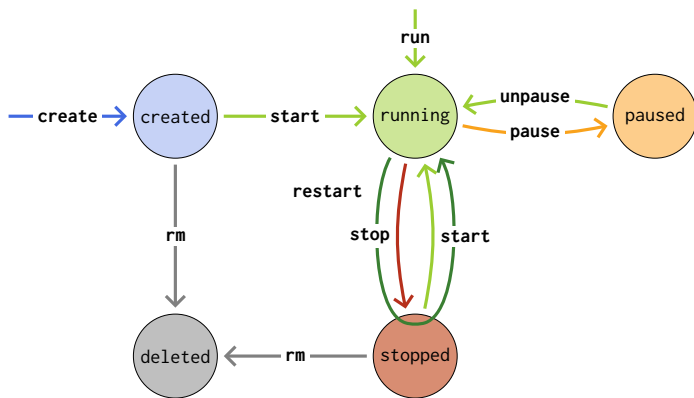 run
create
created
start
running
unpause
pause
paused
restart
rm
stop
start
deleted
rm
stopped